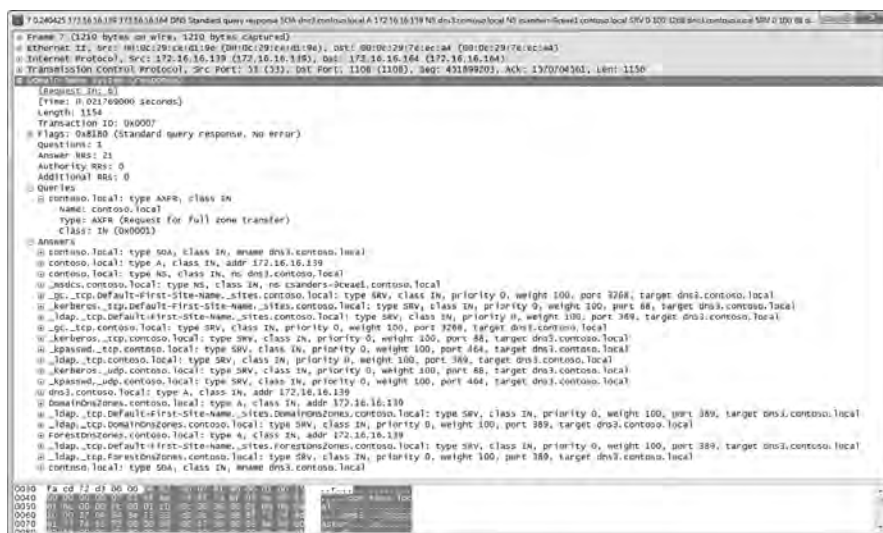 7 0.240425 172.16.16.139 172.16.16.164 DNS Standard query response SOA dns3.contoso.local A 172.16.16.139 NS dns3.contoso.local NS csanders-9ceae1.contoso.local SRV 0 100 3268 dns3.contoso.local SRV 0 100 88
Frame 7 (1210 bytes on wire, 1210 bytes captured)
Ethernet II, Src: 00:0c:29:ce:d1:9e (00:0c:29:ce:d1:9e), Dst: 00:0c:29:7e:ec:a4 (00:0c:29:7e:ec:a4)
Internet Protocol, Src: 172.16.16.139 (172.16.16.139), Dst: 172.16.16.164 (172.16.16.164)
Transmission Control Protocol, Src Port: 53 (53), Dst Port: 1108 (1108), Seq: 451899203, Ack: 1570704561, Len: 1156
Domain Name System (response)
[Request In: 6]
[Time: 0.021769000 seconds]
Length: 1154
Transaction ID: 0x0007
Flags: 0x8180 (Standard query response, No error)
Questions: 1
Answer RRs: 21
Authority RRs: 0
Additional RRs: 0
Queries
contoso.local: type AXFR, class IN
Name: contoso.local
Type: AXFR (Request for full zone transfer)
Class: IN (0x0001)
Answers
contoso.local: type SOA, class IN, mname dns3.contoso.local
contoso.local: type A, class IN, addr 172.16.16.139
contoso.local: type NS, class IN, ns dns3.contoso.local
_msdcs.contoso.local: type NS, class IN, ns csanders-9ceae1.contoso.local
_gc._tcp.Default-First-Site-Name._sites.contoso.local: type SRV, class IN, priority 0, weight 100, port 3268, target dns3.contoso.local
_kerberos._tcp.Default-First-Site-Name._sites.contoso.local: type SRV, class IN, priority 0, weight 100, port 88, target dns3.contoso.local
_ldap._tcp.Default-First-Site-Name._sites.contoso.local: type SRV, class IN, priority 0, weight 100, port 389, target dns3.contoso.local
_gc._tcp.contoso.local: type SRV, class IN, priority 0, weight 100, port 3268, target dns3.contoso.local
_kerberos._tcp.contoso.local: type SRV, class IN, priority 0, weight 100, port 88, target dns3.contoso.local
_kpasswd._tcp.contoso.local: type SRV, class IN, priority 0, weight 100, port 464, target dns3.contoso.local
_ldap._tcp.contoso.local: type SRV, class IN, priority 0, weight 100, port 389, target dns3.contoso.local
_kerberos._udp.contoso.local: type SRV, class IN, priority 0, weight 100, port 88, target dns3.contoso.local
_kpasswd._udp.contoso.local: type SRV, class IN, priority 0, weight 100, port 464, target dns3.contoso.local
dns3.contoso.local: type A, class IN, addr 172.16.16.139
DomainDnsZones.contoso.local: type A, class IN, addr 172.16.16.139
_ldap._tcp.Default-First-Site-Name._sites.DomainDnsZones.contoso.local: type SRV, class IN, priority 0, weight 100, port 389, target dns3.contoso.local
_ldap._tcp.DomainDnsZones.contoso.local: type SRV, class IN, priority 0, weight 100, port 389, target dns3.contoso.local
ForestDnsZones.contoso.local: type A, class IN, addr 172.16.16.139
_ldap._tcp.Default-First-Site-Name._sites.ForestDnsZones.contoso.local: type SRV, class IN, priority 0, weight 100, port 389, target dns3.contoso.local
_ldap._tcp.ForestDnsZones.contoso.local: type SRV, class IN, priority 0, weight 100, port 389, target dns3.contoso.local
contoso.local: type SOA, class IN, mname dns3.contoso.local
0030 fa cd 72 d3 00 00
0040
0050
0060
0070